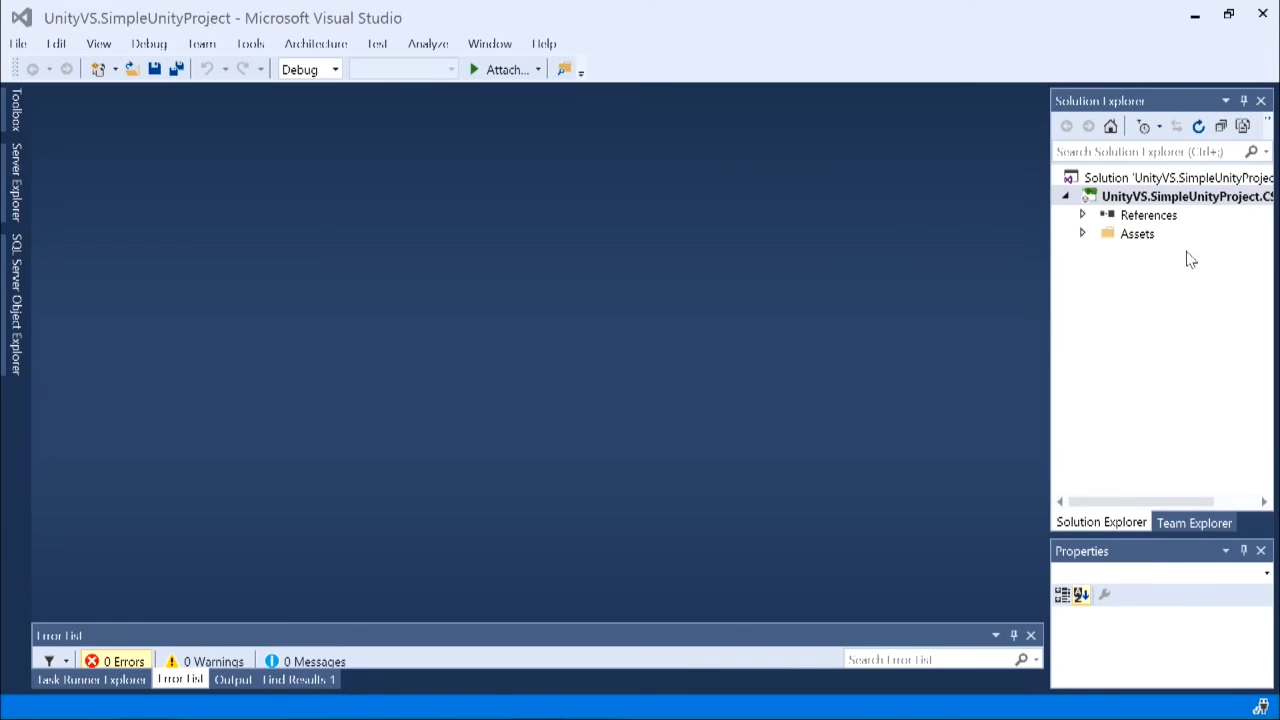 UnityVS.SimpleUnityProject - Microsoft Visual Studio
File Edit View Debug Team Tools Architecture Test Analyze Window Help
Debug Attach...
Toolbox
Server Explorer
SQL Server Object Explorer
Solution Explorer
Search Solution Explorer (Ctrl+;)
Solution 'UnityVS.SimpleUnityProjec
UnityVS.SimpleUnityProject.CS
References
Assets
Solution Explorer Team Explorer
Properties
Error List
0 Errors 0 Warnings 0 Messages Search Error List
Task Runner Explorer Error List Output Find Results 1